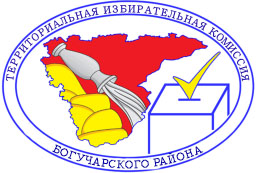 ТЕРРИТОРИАЛЬНАЯ ИЗБИРАТЕЛЬНАЯ КОМИССИЯ
БОГУЧАРСКОГО РАЙОНА